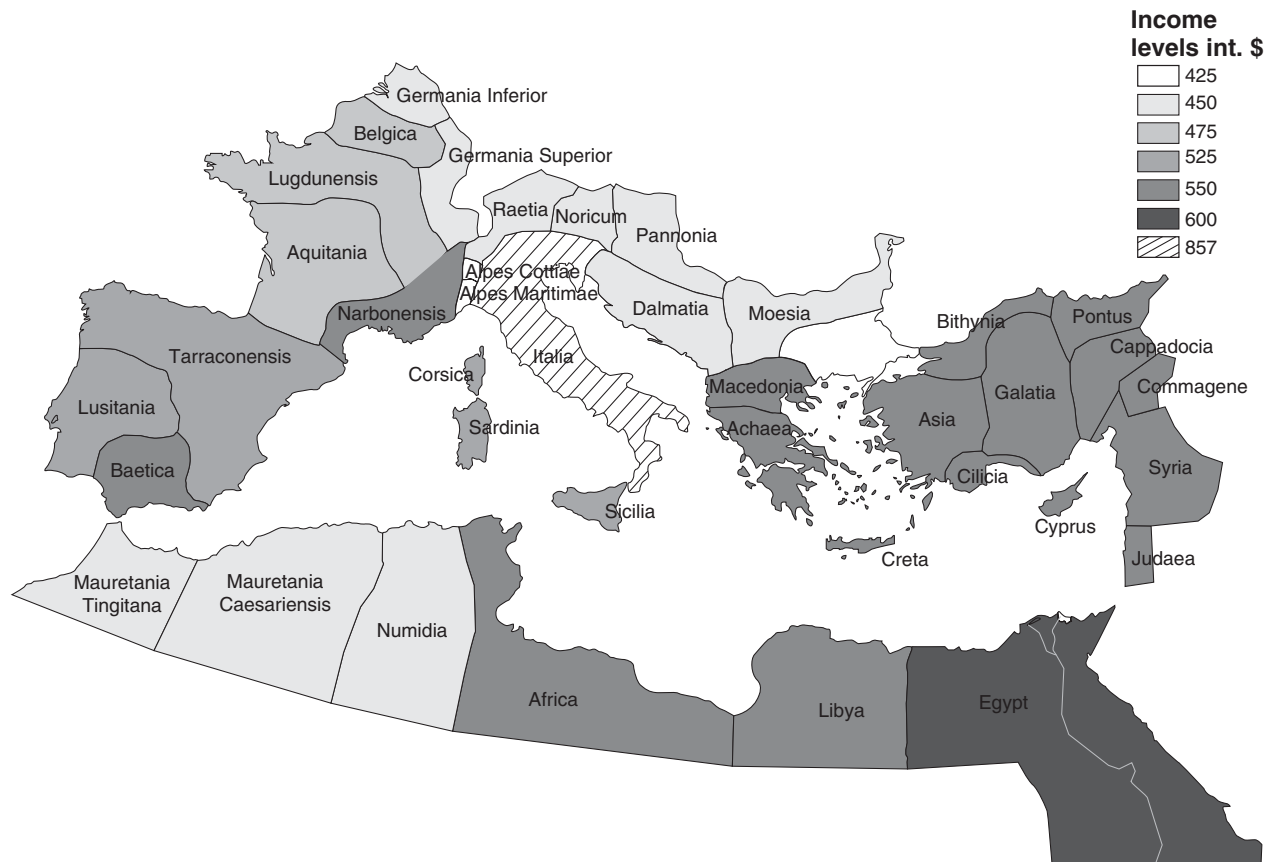 Income
levels int. $
425
450
475
525
550
600
857
Germania Inferior
Belgica
Germania Superior
Lugdunensis
Raetia
Noricum
Pannonia
Aquitania
Alpes Cottiae
Alpes Maritimae
Narbonensis
Dalmatia
Moesia
Bithynia
Pontus
Cappadocia
Tarraconensis
Italia
Corsica
Macedonia
Galatia
Commagene
Lusitania
Sardinia
Achaea
Asia
Baetica
Cilicia
Syria
Sicilia
Cyprus
Creta
Judaea
Mauretania
Tingitana
Mauretania
Caesariensis
Numidia
Africa
Libya
Egypt